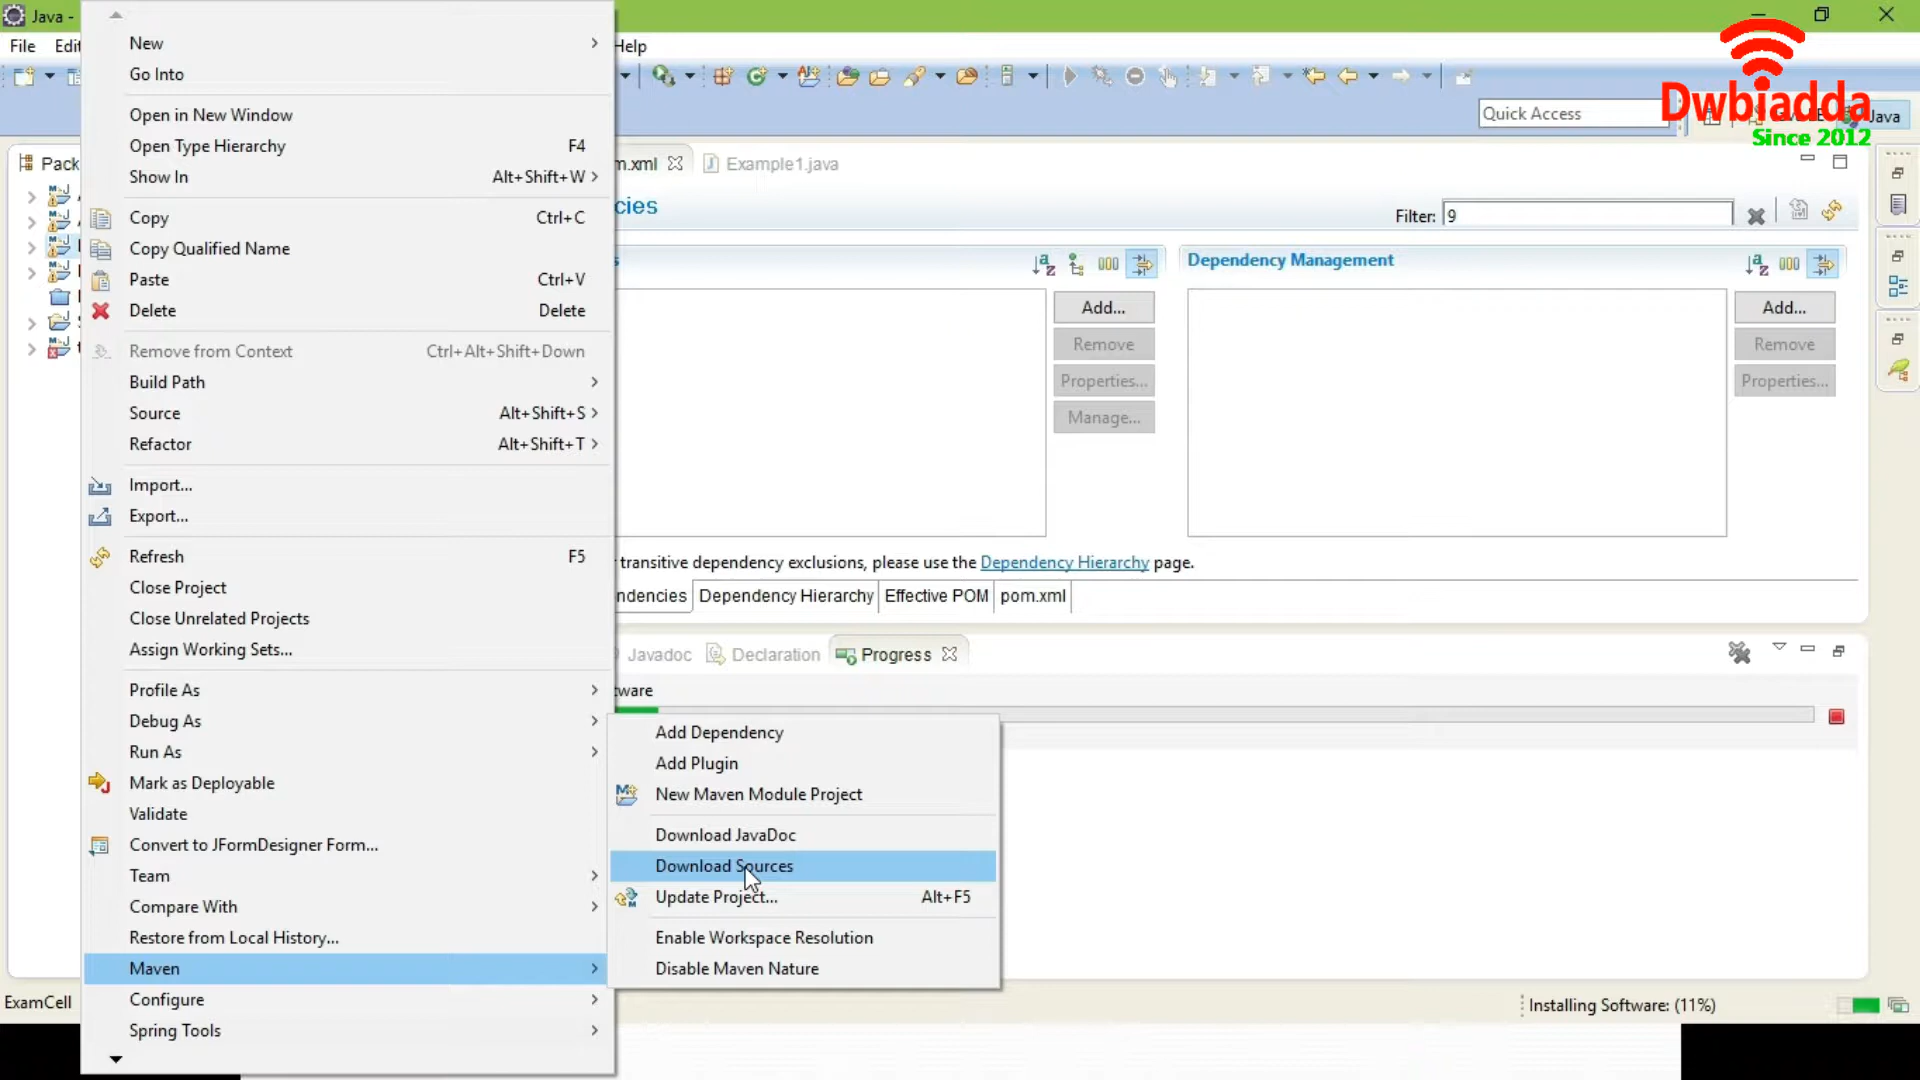 Java -
File Edit
Help
Quick Access
Dwbiadda
Since 2012
Java
New
Go Into
Open in New Window
Open Type Hierarchy F4
Show In Alt+Shift+W
Copy Ctrl+C
Copy Qualified Name
Paste Ctrl+V
Delete Delete
Remove from Context Ctrl+Alt+Shift+Down
Build Path
Source Alt+Shift+S
Refactor Alt+Shift+T
Import...
Export...
Refresh F5
Close Project
Close Unrelated Projects
Assign Working Sets...
Profile As
Debug As
Run As
Mark as Deployable
Validate
Convert to JFormDesigner Form...
Team
Compare With
Restore from Local History...
Maven
Configure
Spring Tools
Add Dependency
Add Plugin
New Maven Module Project
Download JavaDoc
Download Sources
Update Project... Alt+F5
Enable Workspace Resolution
Disable Maven Nature
Pack
m.xml Example1.java
cies
Filter: 9
s
Dependency Management
Add...
Remove
Properties...
Manage...
Add...
Remove
Properties...
transitive dependency exclusions, please use the Dependency Hierarchy page.
ndencies Dependency Hierarchy Effective POM pom.xml
Javadoc Declaration Progress
ware
ExamCell
Installing Software: (11%)